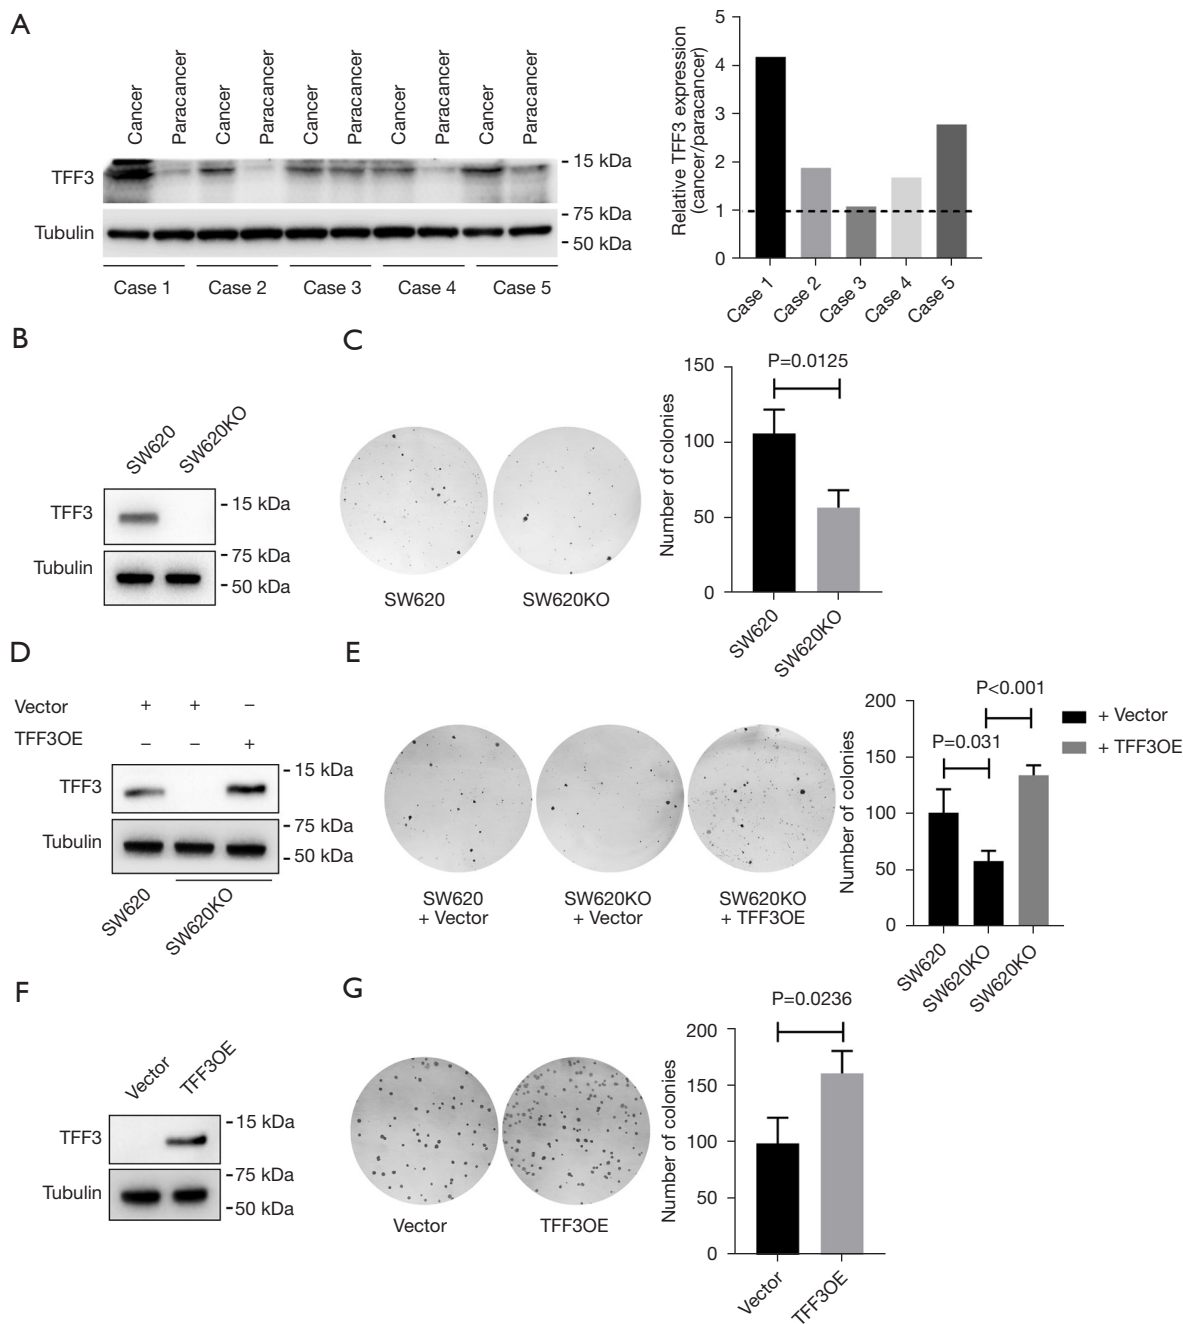 A
Cancer
Paracancer
Cancer
Paracancer
Cancer
Paracancer
Cancer
Paracancer
Cancer
Paracancer
TFF3
15 kDa
Tubulin
75 kDa
50 kDa
Case 1
Case 2
Case 3
Case 4
Case 5
Relative TFF3 expression
(cancer/paracancer)
5
4
3
2
1
0
Case 1
Case 2
Case 3
Case 4
Case 5
B
SW620
SW620KO
TFF3
15 kDa
Tubulin
75 kDa
50 kDa
C
SW620
SW620KO
Number of colonies
150
100
50
0
P=0.0125
SW620
SW620KO
D
Vector + + –
TFF3OE – – +
TFF3
15 kDa
Tubulin
75 kDa
50 kDa
SW620
SW620KO
E
SW620
+ Vector
SW620KO
+ Vector
SW620KO
+ TFF3OE
Number of colonies
200
150
100
50
0
P<0.001
P=0.031
+ Vector
+ TFF3OE
SW620
SW620KO
SW620KO
F
Vector
TFF3OE
TFF3
15 kDa
Tubulin
75 kDa
50 kDa
G
Vector
TFF3OE
Number of colonies
200
150
100
50
0
P=0.0236
Vector
TFF3OE